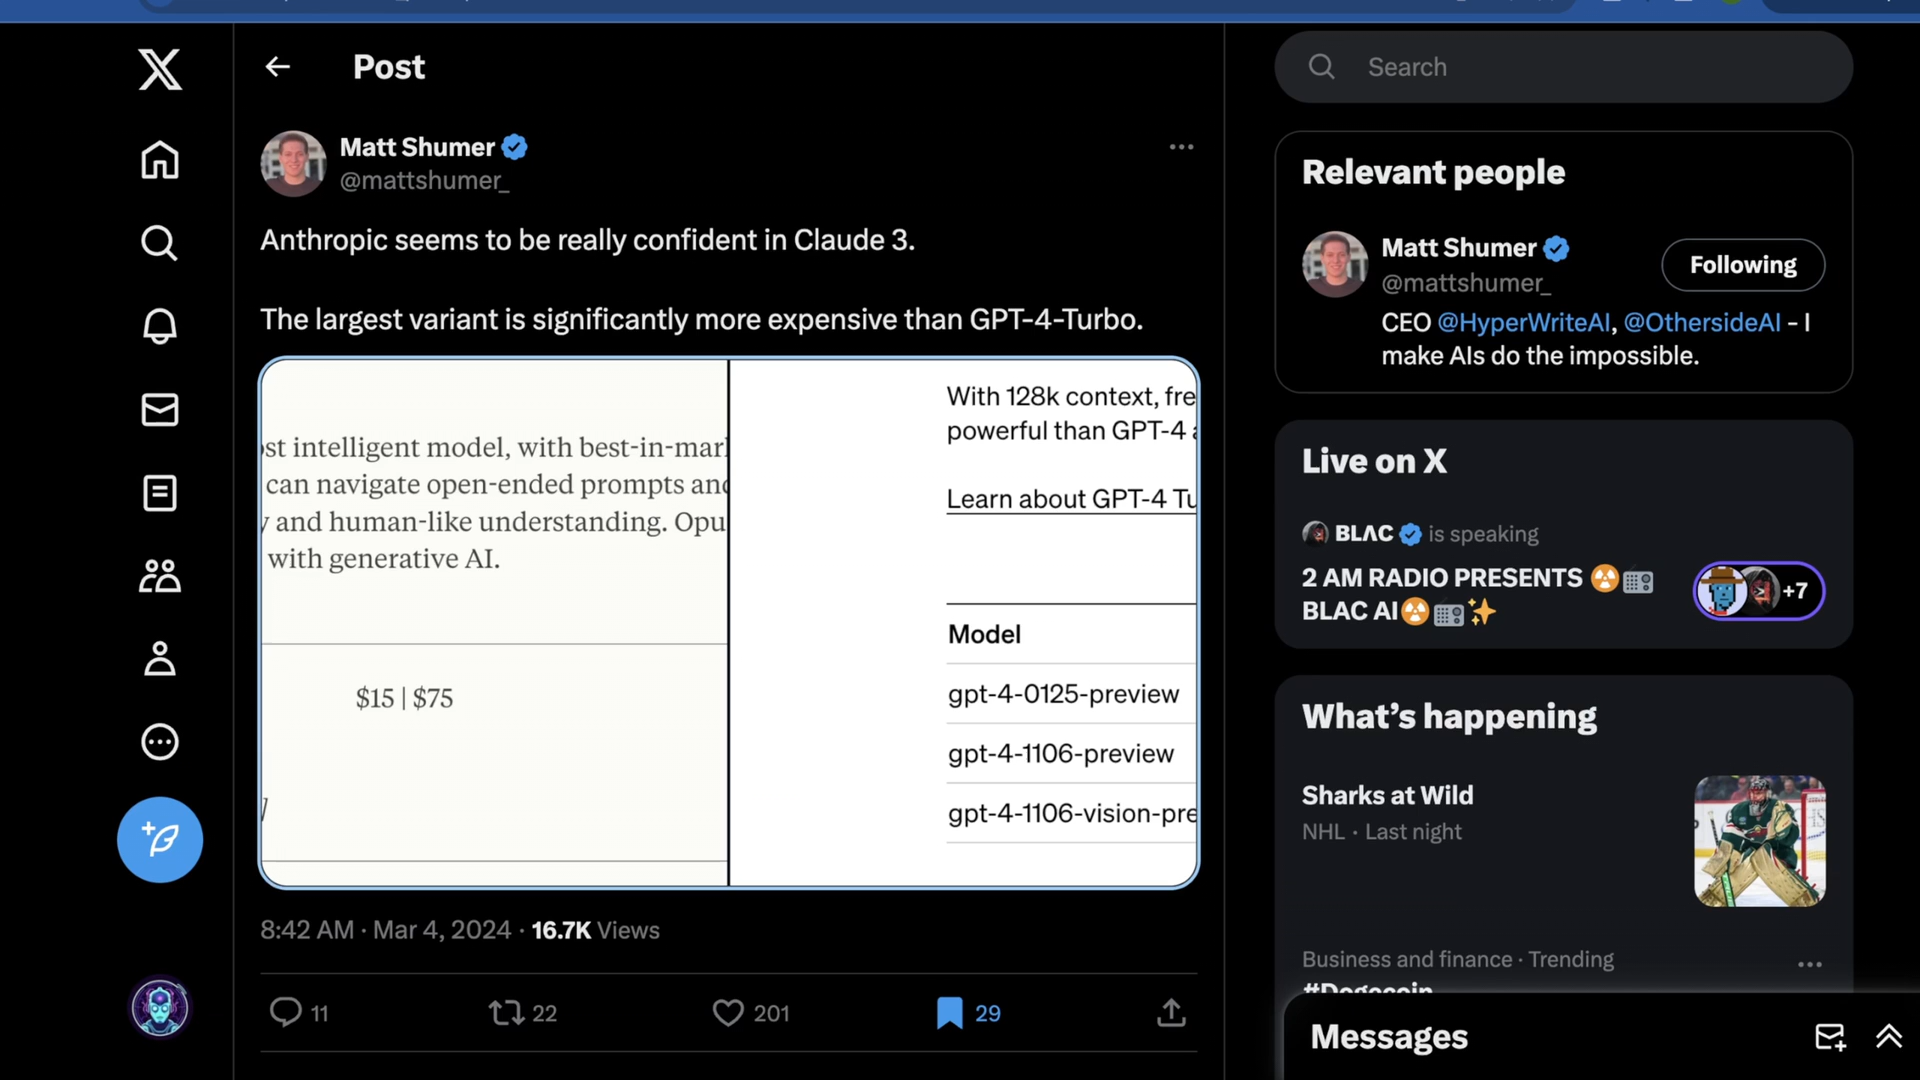 Post
Matt Shumer
@mattshumer_
Anthropic seems to be really confident in Claude 3.
The largest variant is significantly more expensive than GPT-4-Turbo.
st intelligent model, with best-in-mar
can navigate open-ended prompts and
y and human-like understanding. Opu
with generative AI.
$15 | $75
With 128k context, fre
powerful than GPT-4 a
Learn about GPT-4 Tu
Model
gpt-4-0125-preview
gpt-4-1106-preview
gpt-4-1106-vision-pre
8:42 AM · Mar 4, 2024 · 16.7K Views
11
22
201
29
Search
Relevant people
Matt Shumer
@mattshumer_
Following
CEO @HyperWriteAI, @OthersideAI - I
make AIs do the impossible.
Live on X
BLΛC is speaking
2 AM RADIO PRESENTS
BLAC AI
+7
What's happening
Sharks at Wild
NHL · Last night
Business and finance · Trending
#Dogecoin
Messages